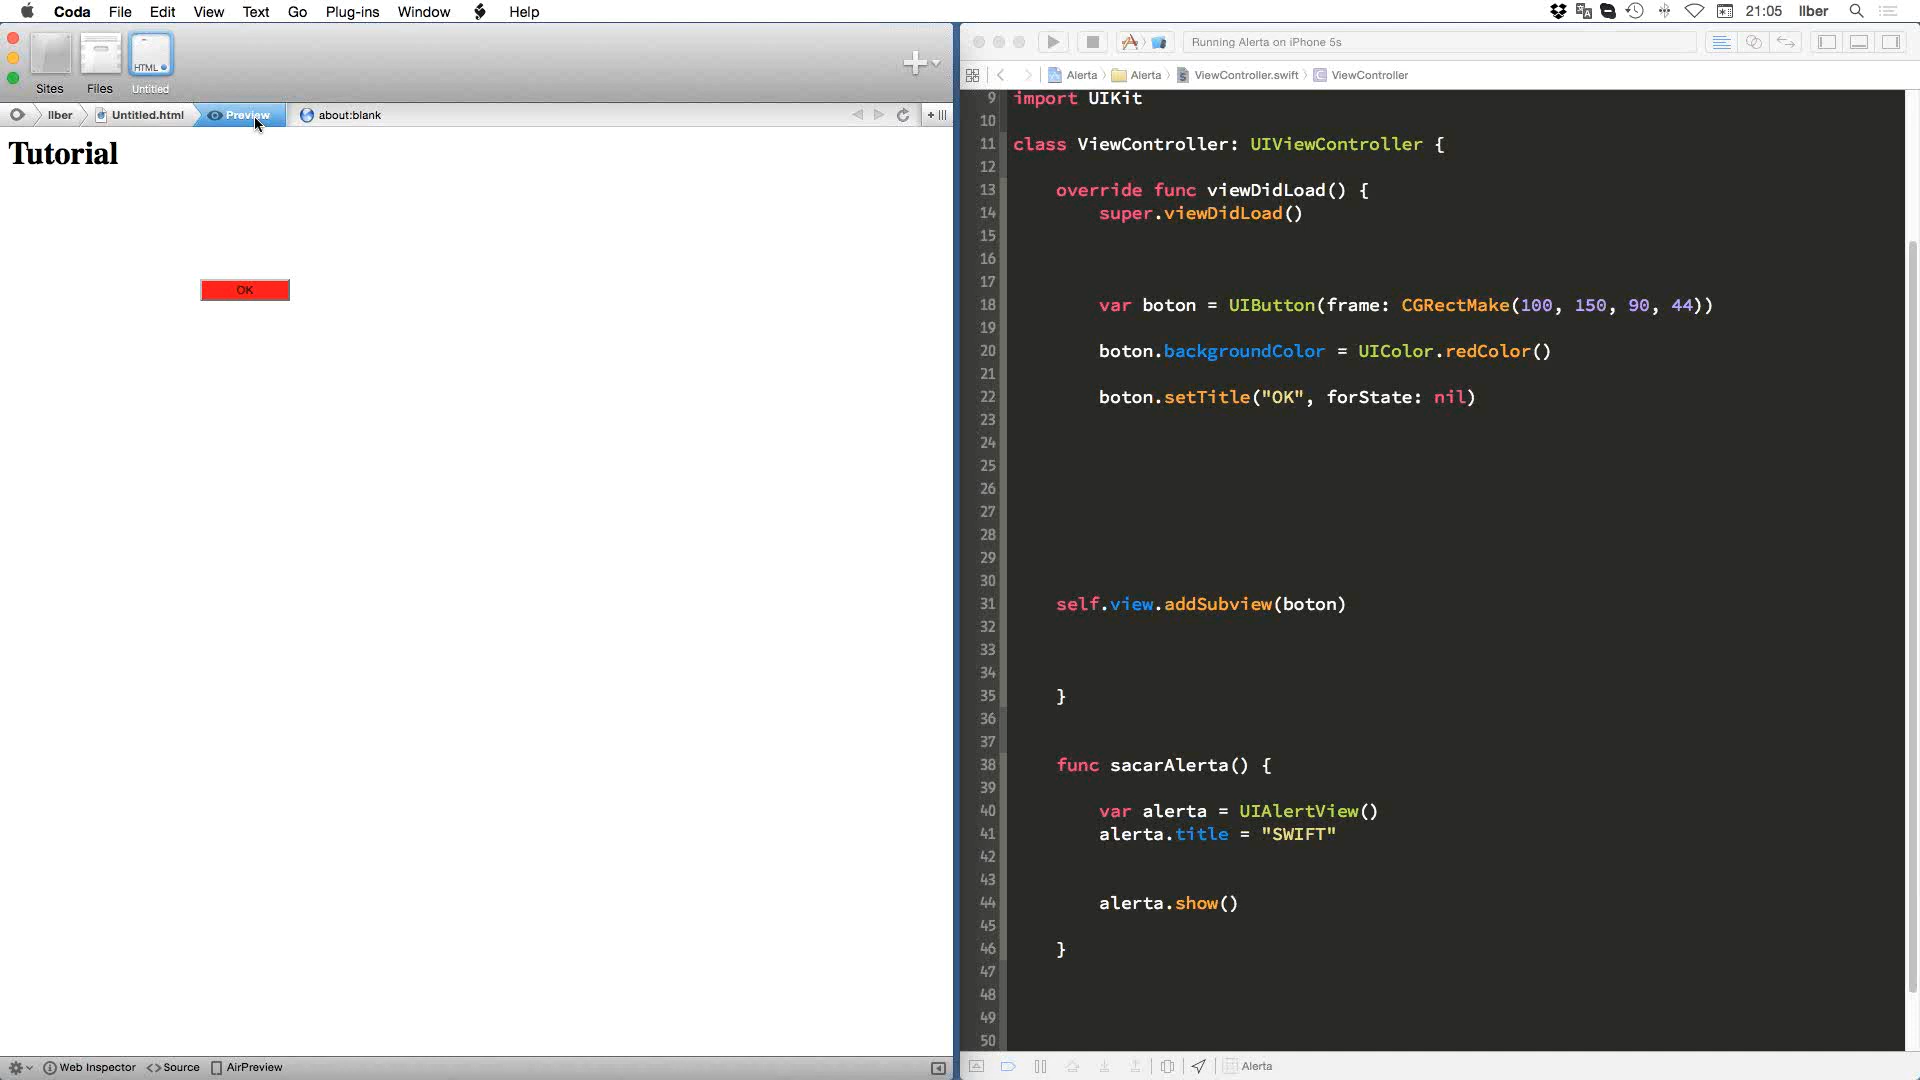 Coda File Edit View Text Go Plug-ins Window Help 21:05 Ilber
Sites Files Untitled
HTML
Ilber Untitled.html Preview about:blank
Tutorial
OK
Web Inspector Source AirPreview
Running Alerta on iPhone 5s
Alerta Alerta ViewController.swift ViewController
9 import UIKit
10
11 class ViewController: UIViewController {
12
13 override func viewDidLoad() {
14 super.viewDidLoad()
15
16
17
18 var boton = UIButton(frame: CGRectMake(100, 150, 90, 44))
19
20 boton.backgroundColor = UIColor.redColor()
21
22 boton.setTitle("OK", forState: nil)
23
24
25
26
27
28
29
30
31 self.view.addSubview(boton)
32
33
34
35 }
36
37
38 func sacarAlerta() {
39
40 var alerta = UIAlertView()
41 alerta.title = "SWIFT"
42
43
44 alerta.show()
45
46 }
47
48
49
50
Alerta